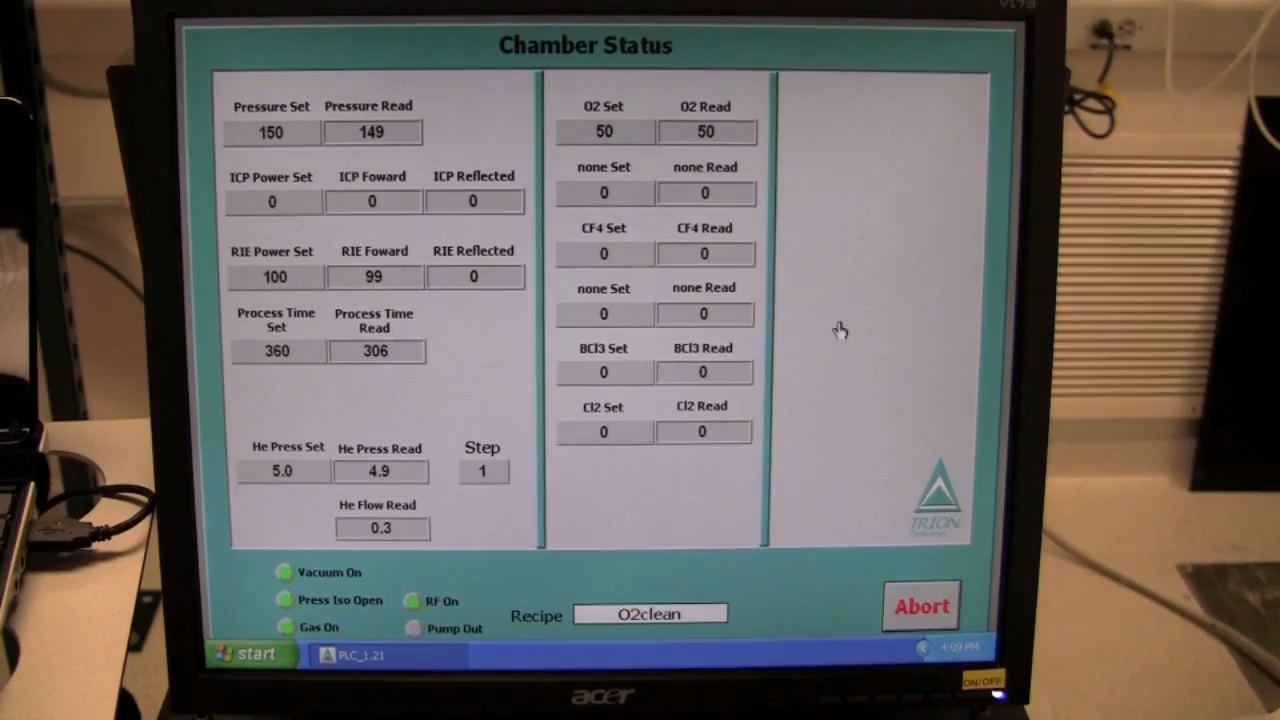 V193
Chamber Status
Pressure Set Pressure Read
150 149
ICP Power Set ICP Foward ICP Reflected
0 0 0
RIE Power Set RIE Foward RIE Reflected
100 99 0
Process Time Set Process Time Read
360 306
He Press Set He Press Read Step
5.0 4.9 1
He Flow Read
0.3
O2 Set O2 Read
50 50
none Set none Read
0 0
CF4 Set CF4 Read
0 0
none Set none Read
0 0
BCl3 Set BCl3 Read
0 0
Cl2 Set Cl2 Read
0 0
TRION
Technology
Vacuum On
Press Iso Open RF On
Gas On Pump Out
Recipe O2clean
Abort
start PLC_1.21 4:09 PM
ON/OFF
acer